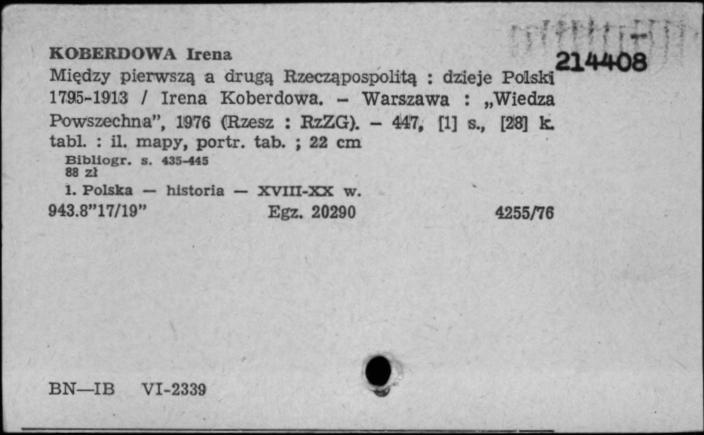 214408
KOBERDOWA Irena
Między pierwszą a drugą Rzecząpospolitą : dzieje Polski
1795-1913 / Irena Koberdowa. — Warszawa : „Wiedza
Powszechna”, 1976 (Rzesz : RzZG). — 447, [1] s., [28] k.
tabl. : il. mapy, portr. tab. ; 22 cm
Bibliogr. s. 435-445
88 zł
1. Polska — historia — XVIII-XX w.
943.8”17/19” Egz. 20290 4255/76
BN—IB VI-2339